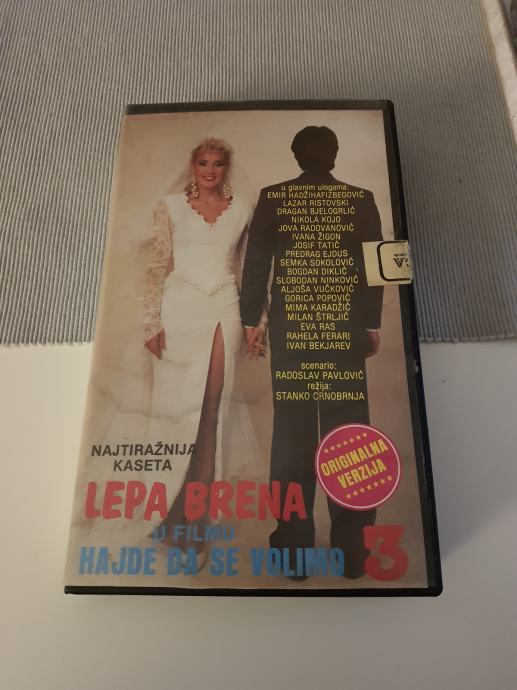 u glavnim ulogama:
EMIR HADŽIHAFIZBEGOVIĆ
LAZAR RISTOVSKI
DRAGAN BJELOGRLIĆ
NIKOLA KOJO
JOVA RADOVANOVIĆ
IVANA ŽIGON
JOSIF TATIĆ
PREDRAG EJDUS
SEMKA SOKOLOVIĆ
BOGDAN DIKLIĆ
SLOBODAN NINKOVIĆ
ALJOŠA VUČKOVIĆ
GORICA POPOVIĆ
MIMA KARADŽIĆ
MILAN ŠTRLJIĆ
EVA RAS
RAHELA FERARI
IVAN BEKJAREV
scenario:
RADOSLAV PAVLOVIĆ
režija:
STANKO CRNOBRNJA
ORIGINALNA
VERZIJA
NAJTIRAŽNIJA
KASETA
LEPA BRENA
U FILMU
HAJDE DA SE VOLIMO 3